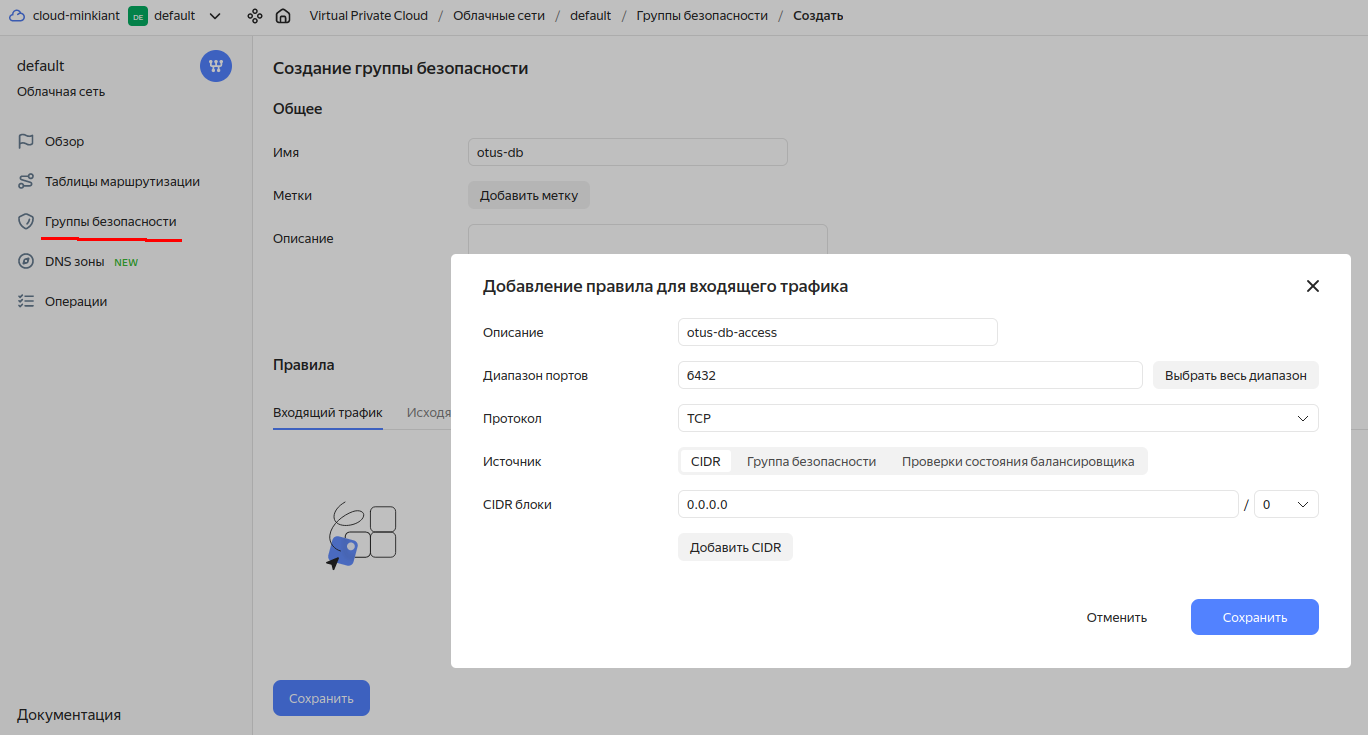 cloud-minkiant DE default Virtual Private Cloud / Облачные сети / default / Группы безопасности / Создать
default
Облачная сеть
Обзор
Таблицы маршрутизации
Группы безопасности
DNS зоны NEW
Операции
Документация
Создание группы безопасности
Общее
Имя otus-db
Метки Добавить метку
Описание
Правила
Входящий трафик Исходя
Сохранить
Добавление правила для входящего трафика
Описание otus-db-access
Диапазон портов 6432 Выбрать весь диапазон
Протокол TCP
Источник CIDR Группа безопасности Проверки состояния балансировщика
CIDR блоки 0.0.0.0 / 0
Добавить CIDR
Отменить Сохранить